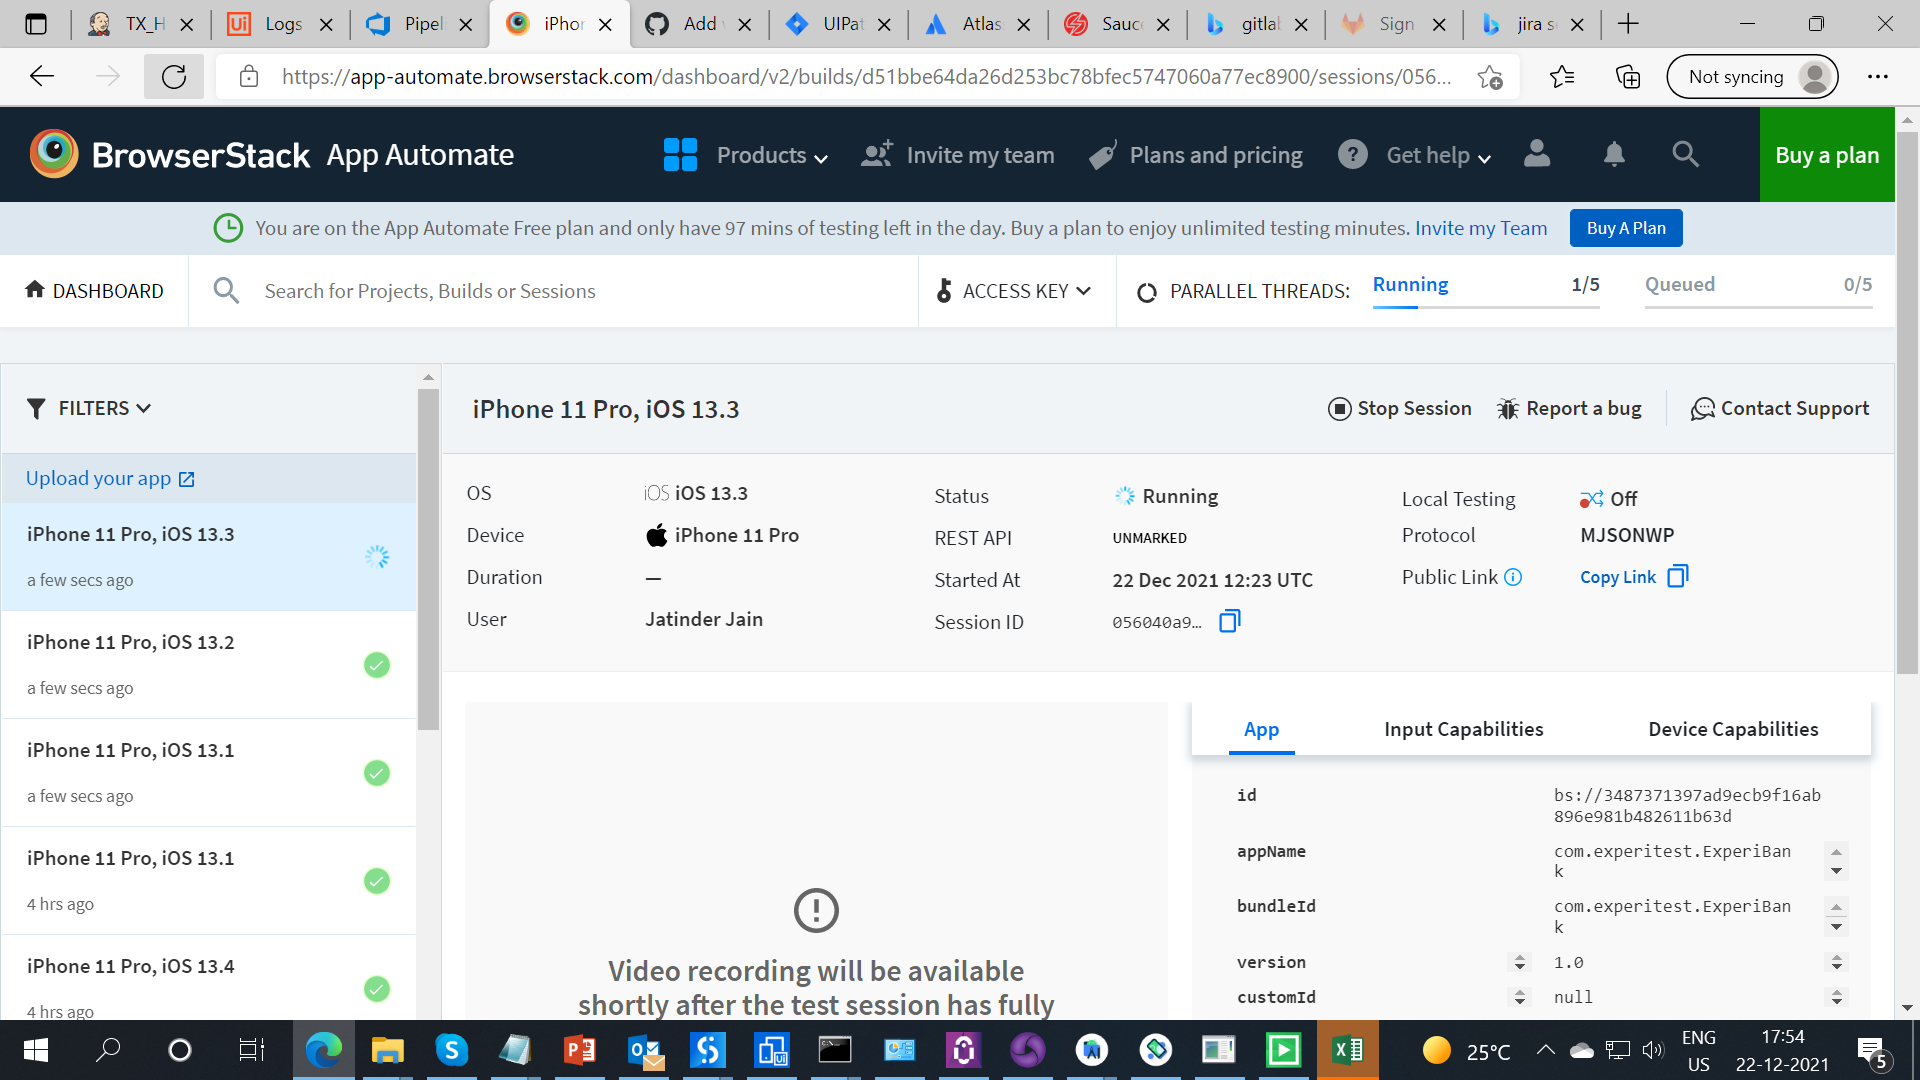 TX_H
Logs
Pipel
iPhon
Add
UIPat
Atlas
Sauc
gitlab
Sign
jira s
https://app-automate.browserstack.com/dashboard/v2/builds/d51bbe64da26d253bc78bfec5747060a77ec8900/sessions/056...
Not syncing
BrowserStack App Automate
Products
Invite my team
Plans and pricing
Get help
Buy a plan
You are on the App Automate Free plan and only have 97 mins of testing left in the day. Buy a plan to enjoy unlimited testing minutes. Invite my Team
Buy A Plan
DASHBOARD
Search for Projects, Builds or Sessions
ACCESS KEY
PARALLEL THREADS:
Running 1/5
Queued 0/5
FILTERS
Upload your app
iPhone 11 Pro, iOS 13.3
a few secs ago
iPhone 11 Pro, iOS 13.2
a few secs ago
iPhone 11 Pro, iOS 13.1
a few secs ago
iPhone 11 Pro, iOS 13.1
4 hrs ago
iPhone 11 Pro, iOS 13.4
4 hrs ago
iPhone 11 Pro, iOS 13.3
Stop Session
Report a bug
Contact Support
OS iOS iOS 13.3
Device iPhone 11 Pro
Duration —
User Jatinder Jain
Status Running
REST API UNMARKED
Started At 22 Dec 2021 12:23 UTC
Session ID 056040a9...
Local Testing Off
Protocol MJSONWP
Public Link Copy Link
Video recording will be available
shortly after the test session has fully
App
Input Capabilities
Device Capabilities
id bs://3487371397ad9ecb9f16ab
896e981b482611b63d
appName com.experitest.ExperiBan
k
bundleId com.experitest.ExperiBan
k
version 1.0
customId null
25°C
ENG
US
17:54
22-12-2021
5